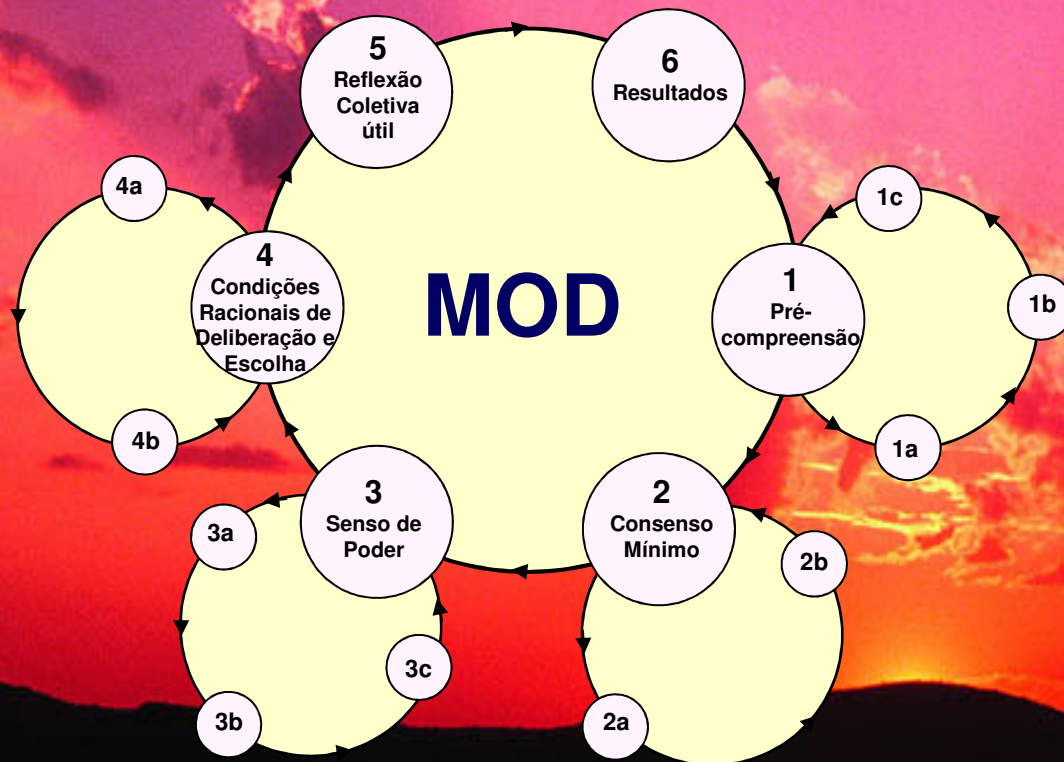 5
Reflexão
Coletiva
útil
6
Resultados
4a
4
Condições
Racionais de
Deliberação e
Escolha
4b
MOD
1c
1
Pré-
compreensão
1b
1a
3
Senso de
Poder
3a
3b
3c
2
Consenso
Mínimo
2b
2a